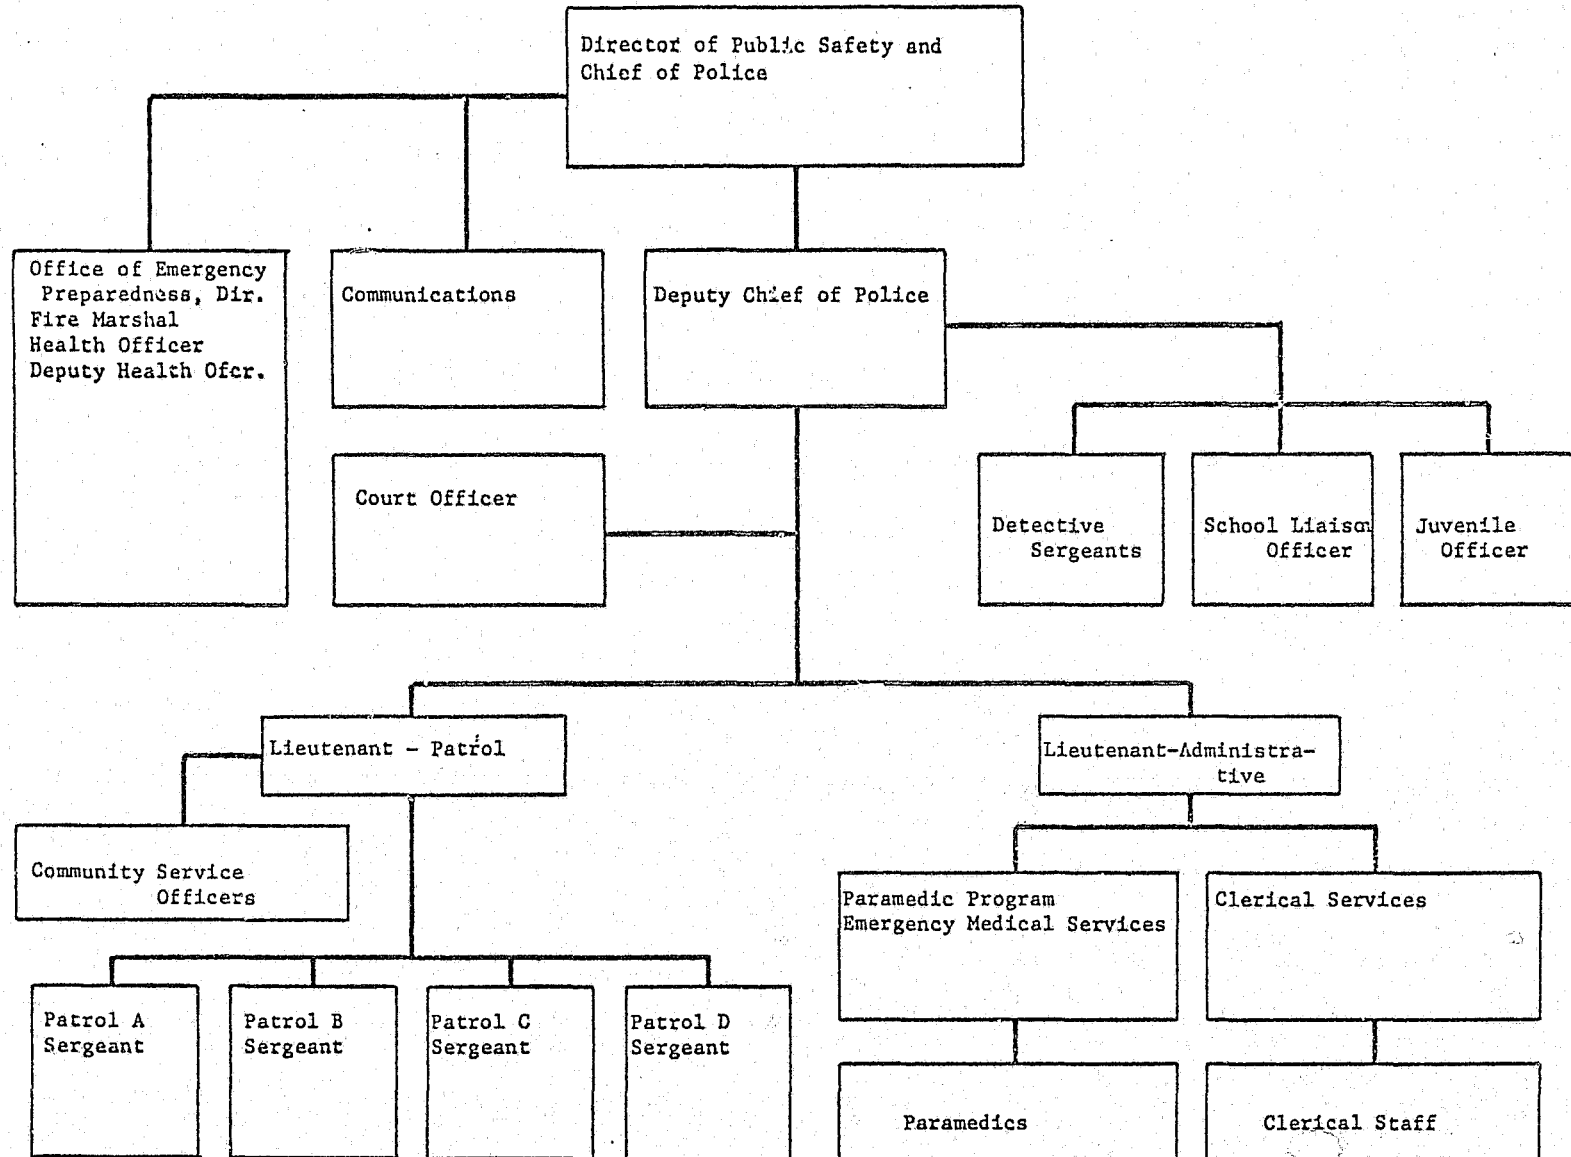 Director of Public Safety and
Chief of Police
Office of Emergency
Preparedness, Dir.
Fire Marshal
Health Officer
Deputy Health Ofcr.
Communications
Deputy Chief of Police
Court Officer
Detective
Sergeants
School Liaison
Officer
Juvenile
Officer
Lieutenant - Patrol
Lieutenant-Administra-
tive
Community Service
Officers
Paramedic Program
Emergency Medical Services
Clerical Services
Patrol A
Sergeant
Patrol B
Sergeant
Patrol C
Sergeant
Patrol D
Sergeant
Paramedics
Clerical Staff